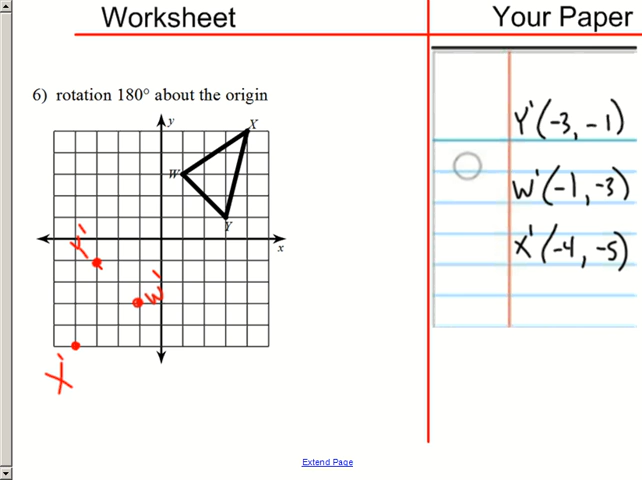 Worksheet
Your Paper
6) rotation 180° about the origin
y
X
W
Y
x
Y'
W'
X'
Y'(-3, -1)
W'(-1, -3)
X'(-4, -5)
Extend Page